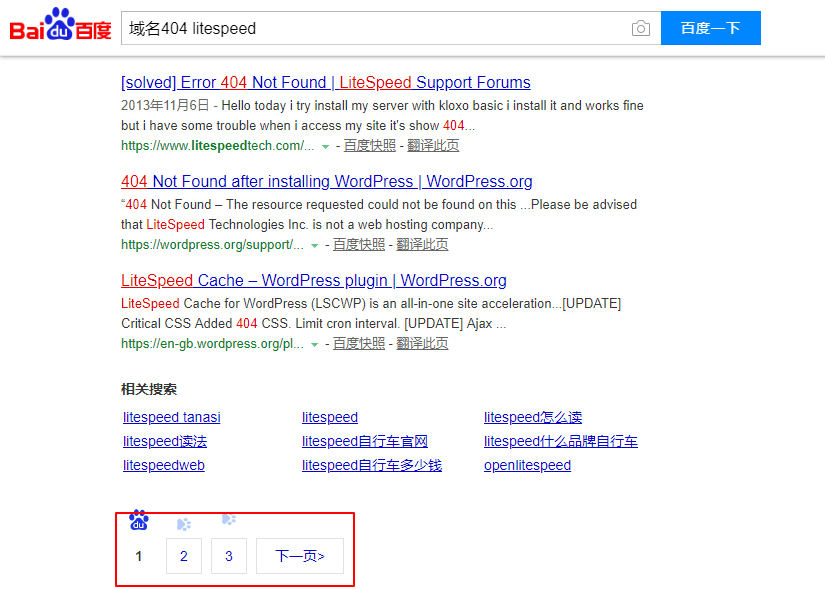 Bai du 百度 域名404 litespeed 百度一下
[solved] Error 404 Not Found | LiteSpeed Support Forums
2013年11月6日 - Hello today i try install my server with kloxo basic i install it and works fine
but i have some trouble when i access my site it's show 404...
https://www.litespeedtech.com/... - 百度快照 - 翻译此页
404 Not Found after installing WordPress | WordPress.org
“404 Not Found – The resource requested could not be found on this ...Please be advised
that LiteSpeed Technologies Inc. is not a web hosting company...
https://wordpress.org/support/... - 百度快照 - 翻译此页
LiteSpeed Cache – WordPress plugin | WordPress.org
LiteSpeed Cache for WordPress (LSCWP) is an all-in-one site acceleration...[UPDATE]
Critical CSS Added 404 CSS. Limit cron interval. [UPDATE] Ajax ...
https://en-gb.wordpress.org/pl... - 百度快照 - 翻译此页
相关搜索
litespeed tanasi litespeed litespeed怎么读
litespeed读法 litespeed自行车官网 litespeed什么品牌自行车
litespeedweb litespeed自行车多少钱 openlitespeed
du
1 2 3 下一页>